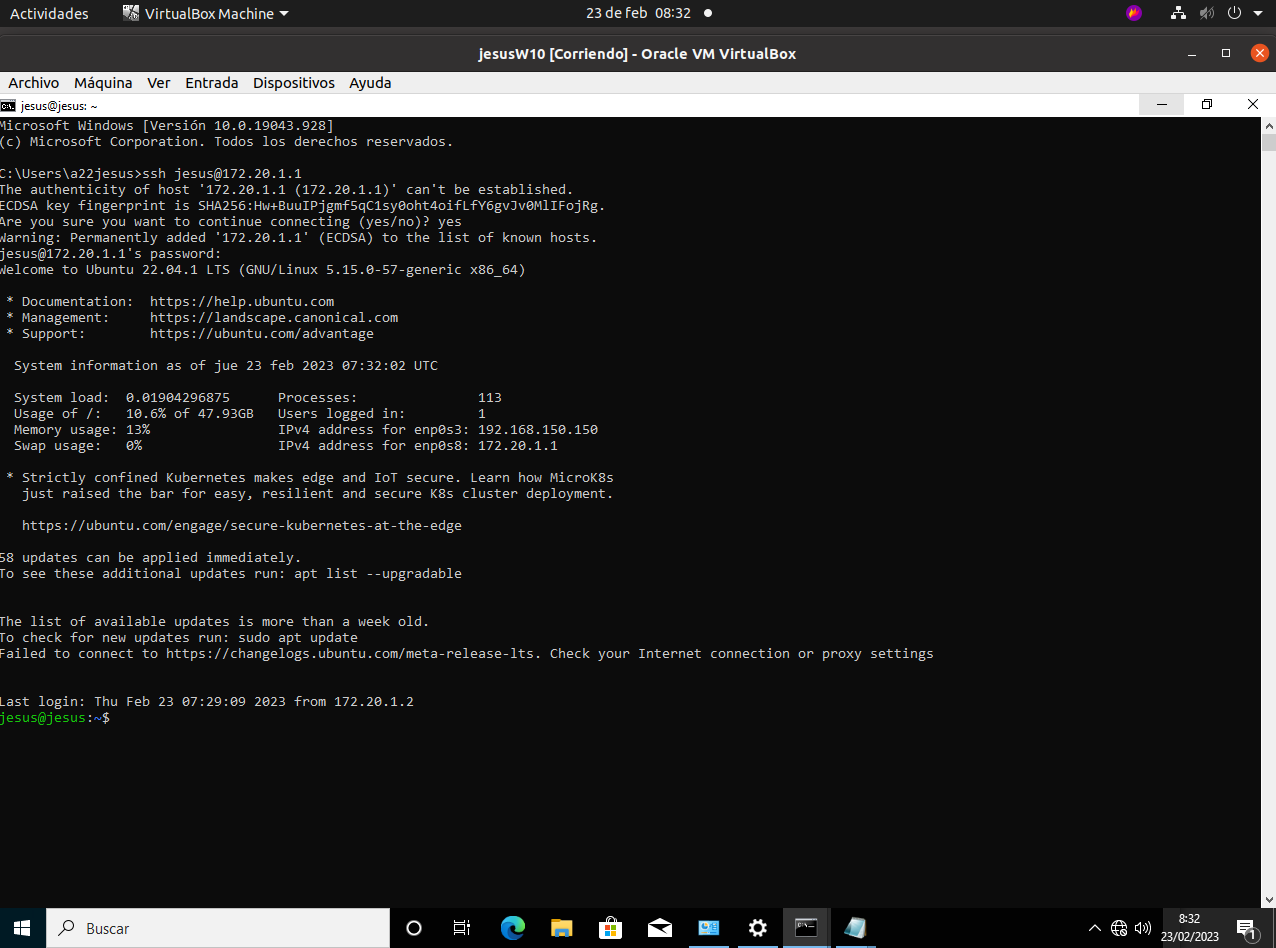 Actividades VirtualBox Machine 23 de feb 08:32
jesusW10 [Corriendo] - Oracle VM VirtualBox
Archivo Máquina Ver Entrada Dispositivos Ayuda
jesus@jesus: ~
Microsoft Windows [Versión 10.0.19043.928]
(c) Microsoft Corporation. Todos los derechos reservados.
C:\Users\a22jesus>ssh jesus@172.20.1.1
The authenticity of host '172.20.1.1 (172.20.1.1)' can't be established.
ECDSA key fingerprint is SHA256:Hw+BuuIPjgmf5qC1sy0oht4oifLfY6gvJv0MlIFojRg.
Are you sure you want to continue connecting (yes/no)? yes
Warning: Permanently added '172.20.1.1' (ECDSA) to the list of known hosts.
jesus@172.20.1.1's password:
Welcome to Ubuntu 22.04.1 LTS (GNU/Linux 5.15.0-57-generic x86_64)
* Documentation: https://help.ubuntu.com
* Management: https://landscape.canonical.com
* Support: https://ubuntu.com/advantage
System information as of jue 23 feb 2023 07:32:02 UTC
System load: 0.01904296875 Processes: 113
Usage of /: 10.6% of 47.93GB Users logged in: 1
Memory usage: 13% IPv4 address for enp0s3: 192.168.150.150
Swap usage: 0% IPv4 address for enp0s8: 172.20.1.1
* Strictly confined Kubernetes makes edge and IoT secure. Learn how MicroK8s
just raised the bar for easy, resilient and secure K8s cluster deployment.
https://ubuntu.com/engage/secure-kubernetes-at-the-edge
58 updates can be applied immediately.
To see these additional updates run: apt list --upgradable
The list of available updates is more than a week old.
To check for new updates run: sudo apt update
Failed to connect to https://changelogs.ubuntu.com/meta-release-lts. Check your Internet connection or proxy settings
Last login: Thu Feb 23 07:29:09 2023 from 172.20.1.2
jesus@jesus:~$
Buscar
8:32
23/02/2023
1